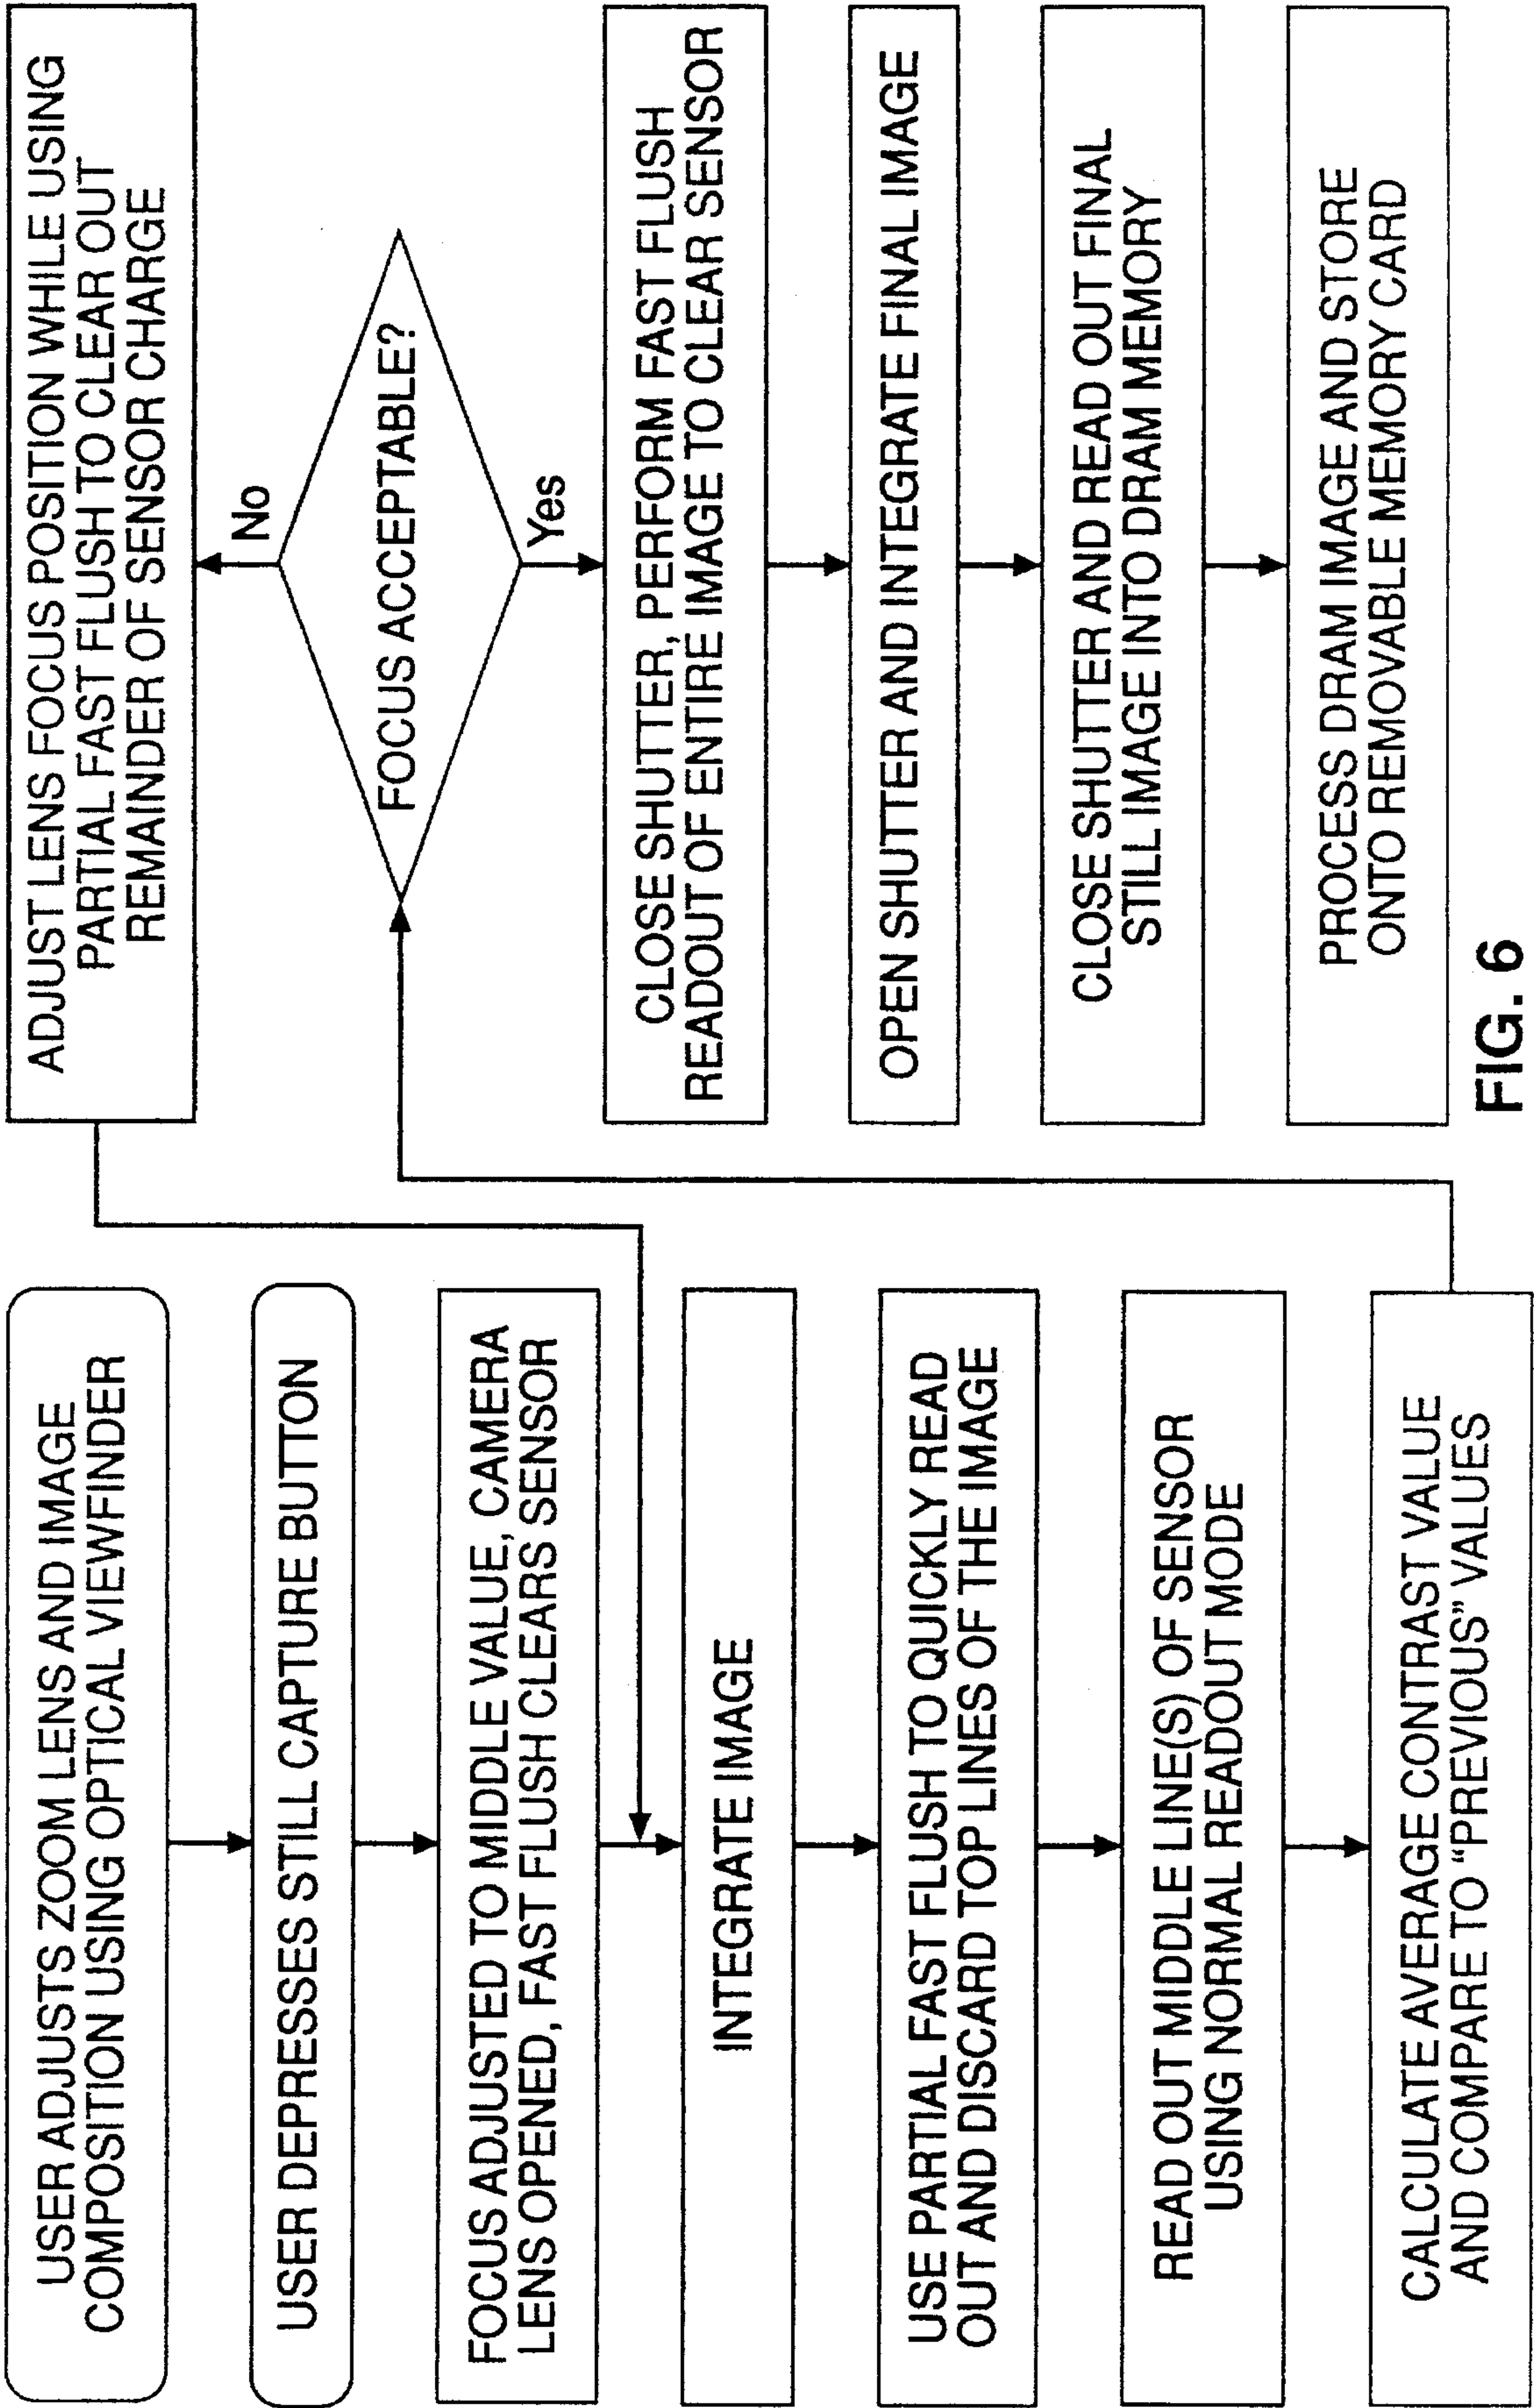 USER ADJUSTS ZOOM LENS AND IMAGE
COMPOSITION USING OPTICAL VIEWFINDER
USER DEPRESSES STILL CAPTURE BUTTON
FOCUS ADJUSTED TO MIDDLE VALUE, CAMERA
LENS OPENED, FAST FLUSH CLEARS SENSOR
INTEGRATE IMAGE
USE PARTIAL FAST FLUSH TO QUICKLY READ
OUT AND DISCARD TOP LINES OF THE IMAGE
READ OUT MIDDLE LINE(S) OF SENSOR
USING NORMAL READOUT MODE
CALCULATE AVERAGE CONTRAST VALUE
AND COMPARE TO "PREVIOUS" VALUES
ADJUST LENS FOCUS POSITION WHILE USING
PARTIAL FAST FLUSH TO CLEAR OUT
REMAINDER OF SENSOR CHARGE
No
FOCUS ACCEPTABLE?
Yes
CLOSE SHUTTER, PERFORM FAST FLUSH
READOUT OF ENTIRE IMAGE TO CLEAR SENSOR
OPEN SHUTTER AND INTEGRATE FINAL IMAGE
CLOSE SHUTTER AND READ OUT FINAL
STILL IMAGE INTO DRAM MEMORY
PROCESS DRAM IMAGE AND STORE
ONTO REMOVABLE MEMORY CARD
FIG. 6